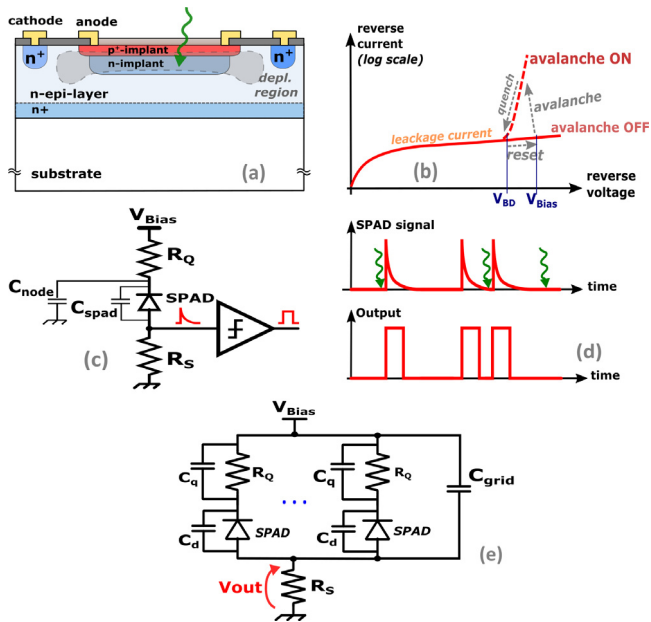 cathode anode
n⁺ p⁺-implant n⁺
n-implant
depl.
region
n-epi-layer
n+
substrate
(a)
reverse
current
(log scale)
avalanche ON
quench
avalanche
leakage current
avalanche OFF
(b)
reset
reverse
voltage
V_BD V_Bias
V_Bias
R_Q
C_node
C_spad
SPAD
(c)
R_S
SPAD signal
time
Output
(d)
time
V_Bias
C_q R_Q C_q R_Q C_grid
...
C_d SPAD C_d SPAD
(e)
Vout R_S